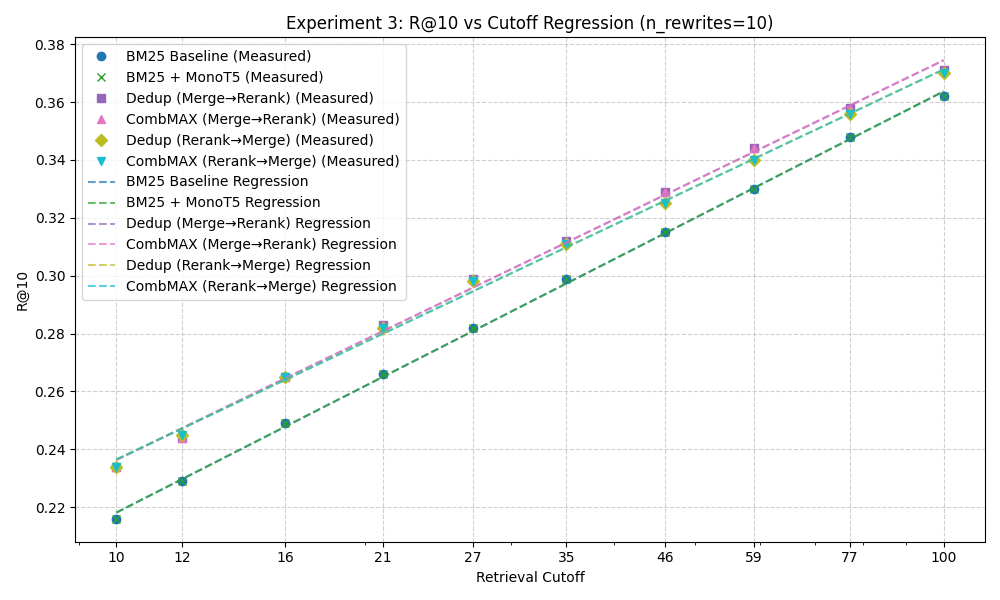 Experiment 3: R@10 vs Cutoff Regression (n_rewrites=10)
0.38
0.36
0.34
0.32
0.30
0.28
0.26
0.24
0.22
R@10
BM25 Baseline (Measured)
BM25 + MonoT5 (Measured)
Dedup (Merge→Rerank) (Measured)
CombMAX (Merge→Rerank) (Measured)
Dedup (Rerank→Merge) (Measured)
CombMAX (Rerank→Merge) (Measured)
BM25 Baseline Regression
BM25 + MonoT5 Regression
Dedup (Merge→Rerank) Regression
CombMAX (Merge→Rerank) Regression
Dedup (Rerank→Merge) Regression
CombMAX (Rerank→Merge) Regression
10 12 16 21 27 35 46 59 77 100
Retrieval Cutoff